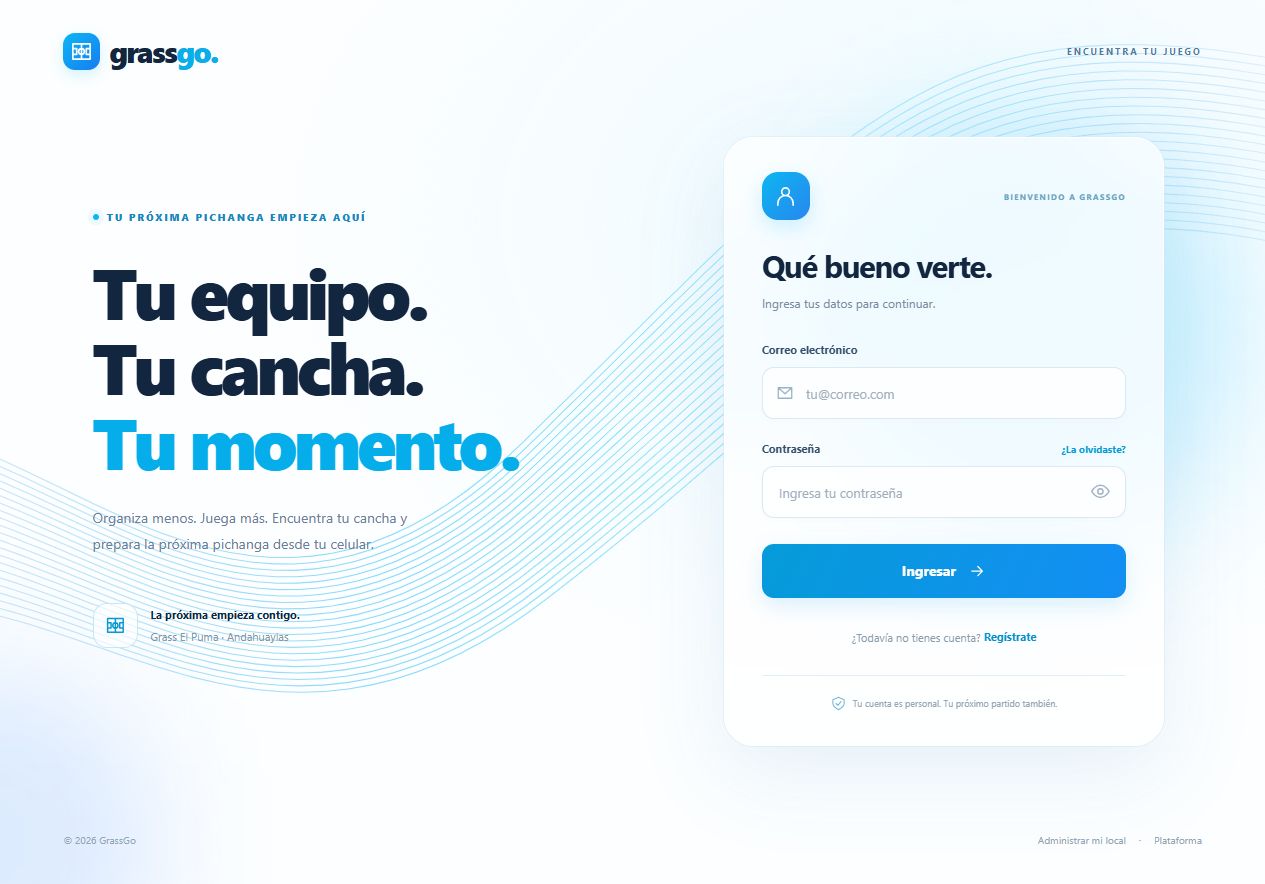 grassgo.
ENCUENTRA TU JUEGO
TU PRÓXIMA PICHANGA EMPIEZA AQUÍ
Tu equipo.
Tu cancha.
Tu momento.
Organiza menos. Juega más. Encuentra tu cancha y
prepara la próxima pichanga desde tu celular.
La próxima empieza contigo.
Grass El Puma · Andahuaylas
BIENVENIDO A GRASSGO
Qué bueno verte.
Ingresa tus datos para continuar.
Correo electrónico
tu@correo.com
Contraseña
¿La olvidaste?
Ingresa tu contraseña
Ingresar →
¿Todavía no tienes cuenta? Regístrate
Tu cuenta es personal. Tu próximo partido también.
© 2026 GrassGo
Administrar mi local · Plataforma